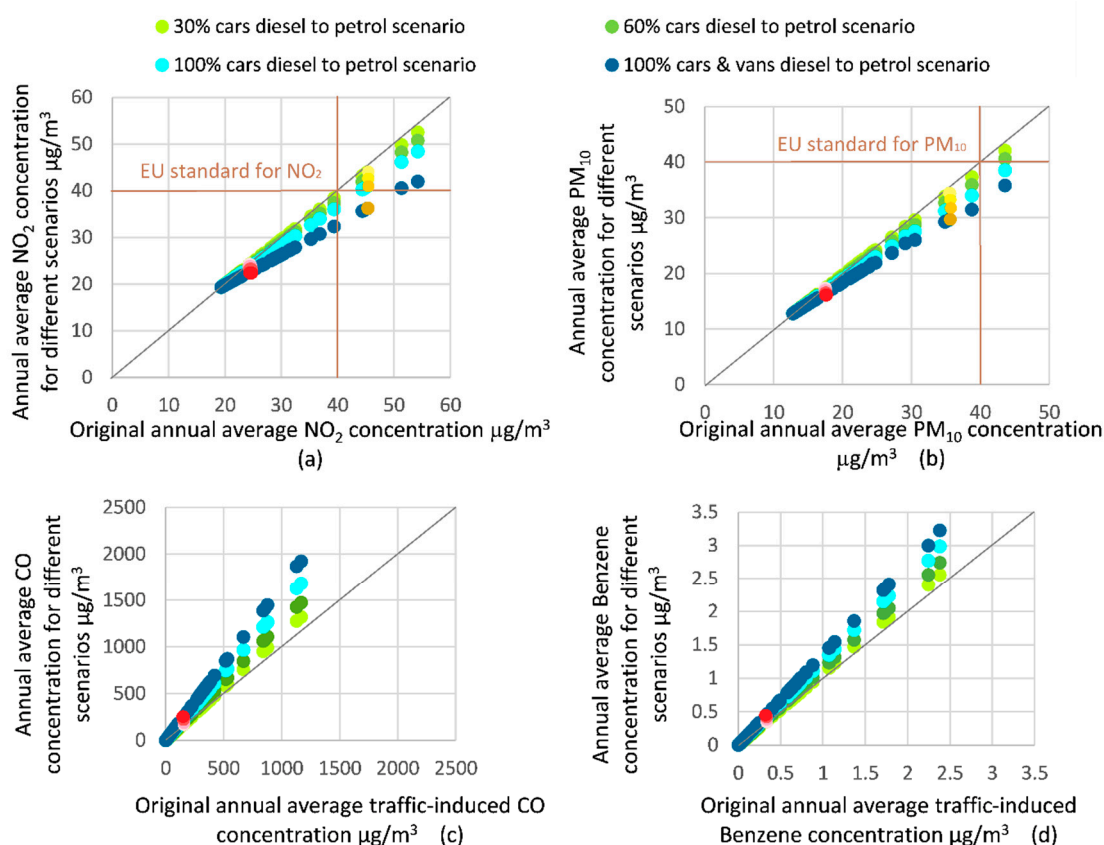 30% cars diesel to petrol scenario
60% cars diesel to petrol scenario
100% cars diesel to petrol scenario
100% cars & vans diesel to petrol scenario
Annual average NO₂ concentration
for different scenarios µg/m³
60
50
40
30
20
10
0
EU standard for NO₂
0 10 20 30 40 50 60
Original annual average NO₂ concentration µg/m³
(a)
Annual average PM₁₀
concentration for different
scenarios µg/m³
50
40
30
20
10
0
EU standard for PM₁₀
0 10 20 30 40 50
Original annual average PM₁₀ concentration
µg/m³ (b)
Annual average CO
concentration for different
scenarios µg/m³
2500
2000
1500
1000
500
0
0 500 1000 1500 2000 2500
Original annual average traffic-induced CO
concentration µg/m³ (c)
Annual average Benzene
concentration for different
scenarios µg/m³
3.5
3
2.5
2
1.5
1
0.5
0
0 0.5 1 1.5 2 2.5 3 3.5
Original annual average traffic-induced
Benzene concentration µg/m³ (d)